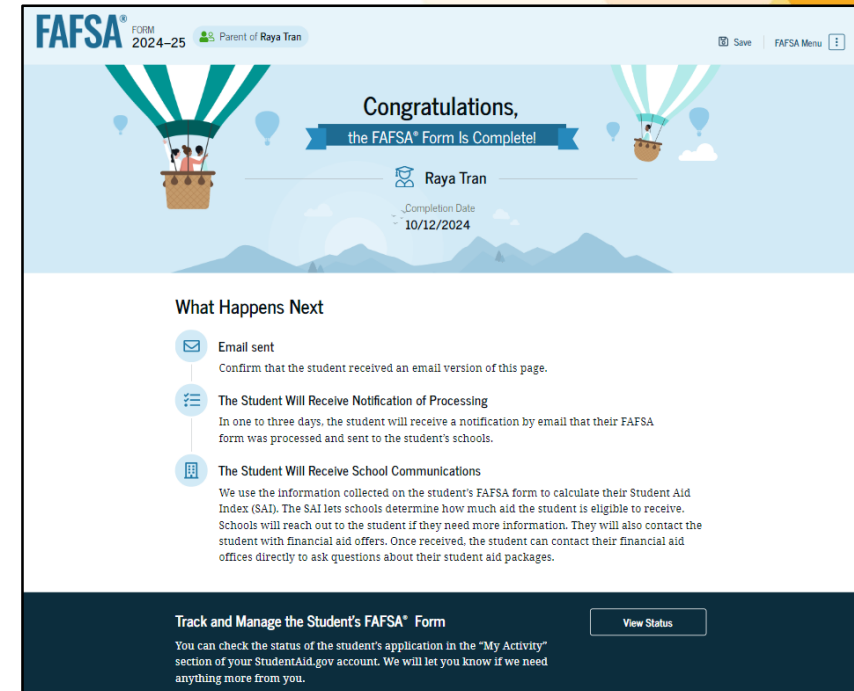 FAFSA® FORM 2024–25 Parent of Raya Tran Save FAFSA Menu
Congratulations,
the FAFSA® Form Is Complete!
Raya Tran
Completion Date
10/12/2024
What Happens Next
Email sent
Confirm that the student received an email version of this page.
The Student Will Receive Notification of Processing
In one to three days, the student will receive a notification by email that their FAFSA
form was processed and sent to the student's schools.
The Student Will Receive School Communications
We use the information collected on the student's FAFSA form to calculate their Student Aid
Index (SAI). The SAI lets schools determine how much aid the student is eligible to receive.
Schools will reach out to the student if they need more information. They will also contact the
student with financial aid offers. Once received, the student can contact their financial aid
offices directly to ask questions about their student aid packages.
Track and Manage the Student's FAFSA® Form
View Status
You can check the status of the student's application in the "My Activity"
section of your StudentAid.gov account. We will let you know if we need
anything more from you.